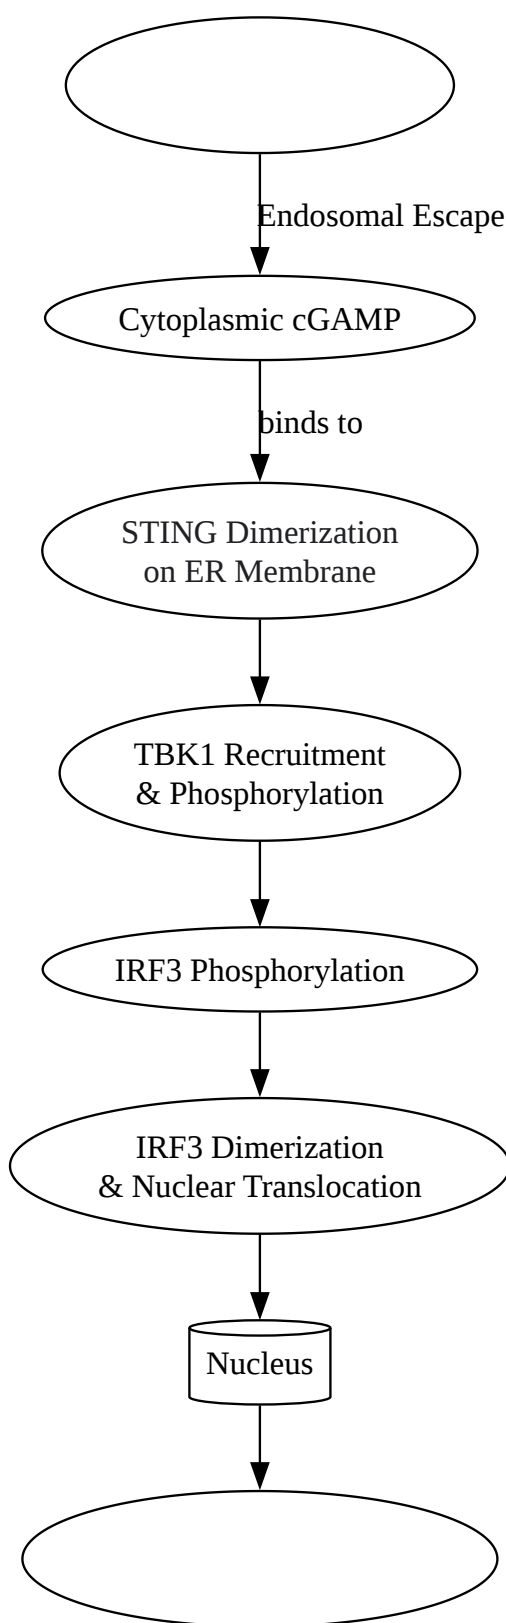 Endosomal Escape
Cytoplasmic cGAMP
binds to
STING Dimerization
on ER Membrane
TBK1 Recruitment
& Phosphorylation
IRF3 Phosphorylation
IRF3 Dimerization
& Nuclear Translocation
Nucleus